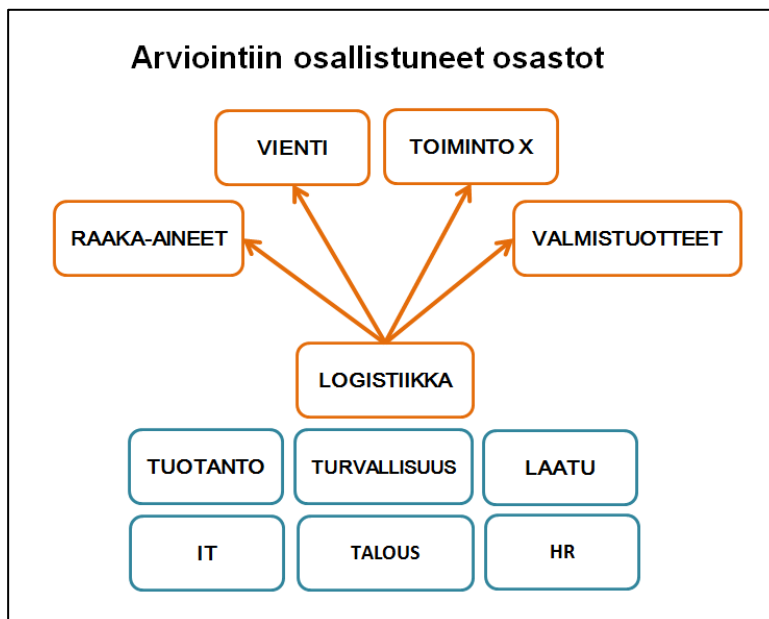 Arviointiin osallistuneet osastot
VIENTI
TOIMINTO X
RAAKA-AINEET
VALMISTUOTTEET
LOGISTIIKKA
TUOTANTO
TURVALLISUUS
LAATU
IT
TALOUS
HR